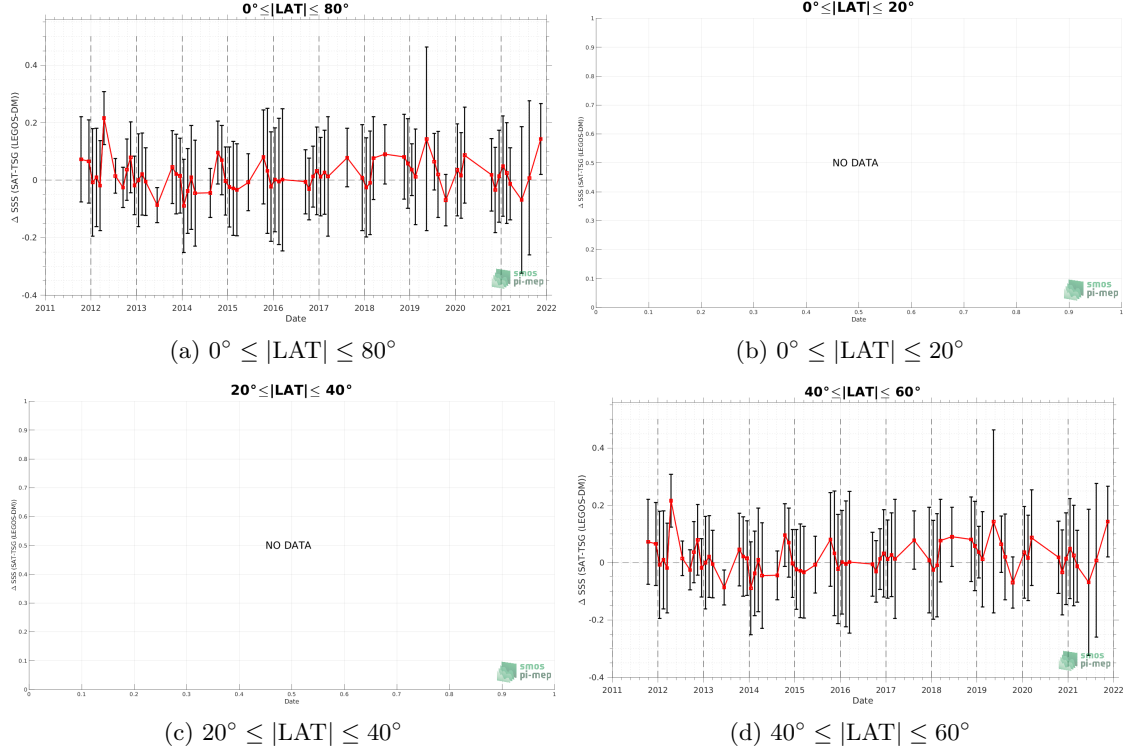 0°≤|LAT|≤ 80°
Δ SSS (SAT-TSG (LEGOS-DM))
0.4
0.2
0
-0.2
-0.4
2011 2012 2013 2014 2015 2016 2017 2018 2019 2020 2021 2022
Date
smos
pi-mep
(a) 0° ≤ |LAT| ≤ 80°
0°≤|LAT|≤ 20°
Δ SSS (SAT-TSG (LEGOS-DM))
1
0.9
0.8
0.7
0.6
0.5
0.4
0.3
0.2
0.1
0
NO DATA
0 0.1 0.2 0.3 0.4 0.5 0.6 0.7 0.8 0.9 1
Date
smos
pi-mep
(b) 0° ≤ |LAT| ≤ 20°
20°≤|LAT|≤ 40°
Δ SSS (SAT-TSG (LEGOS-DM))
1
0.9
0.8
0.7
0.6
0.5
0.4
0.3
0.2
0.1
0
NO DATA
0 0.1 0.2 0.3 0.4 0.5 0.6 0.7 0.8 0.9 1
Date
smos
pi-mep
(c) 20° ≤ |LAT| ≤ 40°
40°≤|LAT|≤ 60°
Δ SSS (SAT-TSG (LEGOS-DM))
0.4
0.2
0
-0.2
-0.4
2011 2012 2013 2014 2015 2016 2017 2018 2019 2020 2021 2022
Date
smos
pi-mep
(d) 40° ≤ |LAT| ≤ 60°